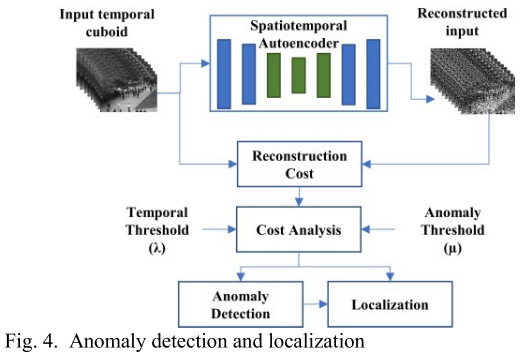 Input temporal
cuboid
Spatiotemporal
Autoencoder
Reconstructed
input
Reconstruction
Cost
Temporal
Threshold
(λ)
Cost Analysis
Anomaly
Threshold
(μ)
Anomaly
Detection
Localization
Fig. 4. Anomaly detection and localization